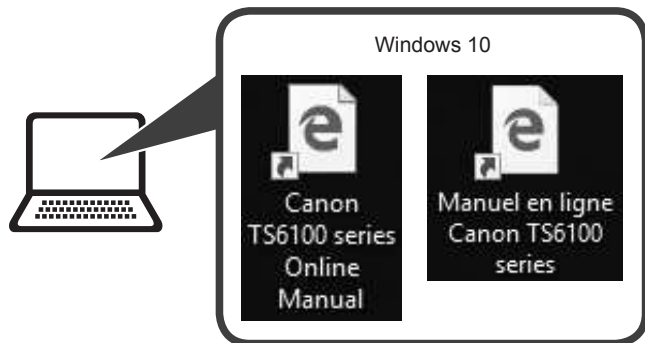 Windows 10
Canon
TS6100 series
Online
Manual
Manuel en ligne
Canon TS6100
series